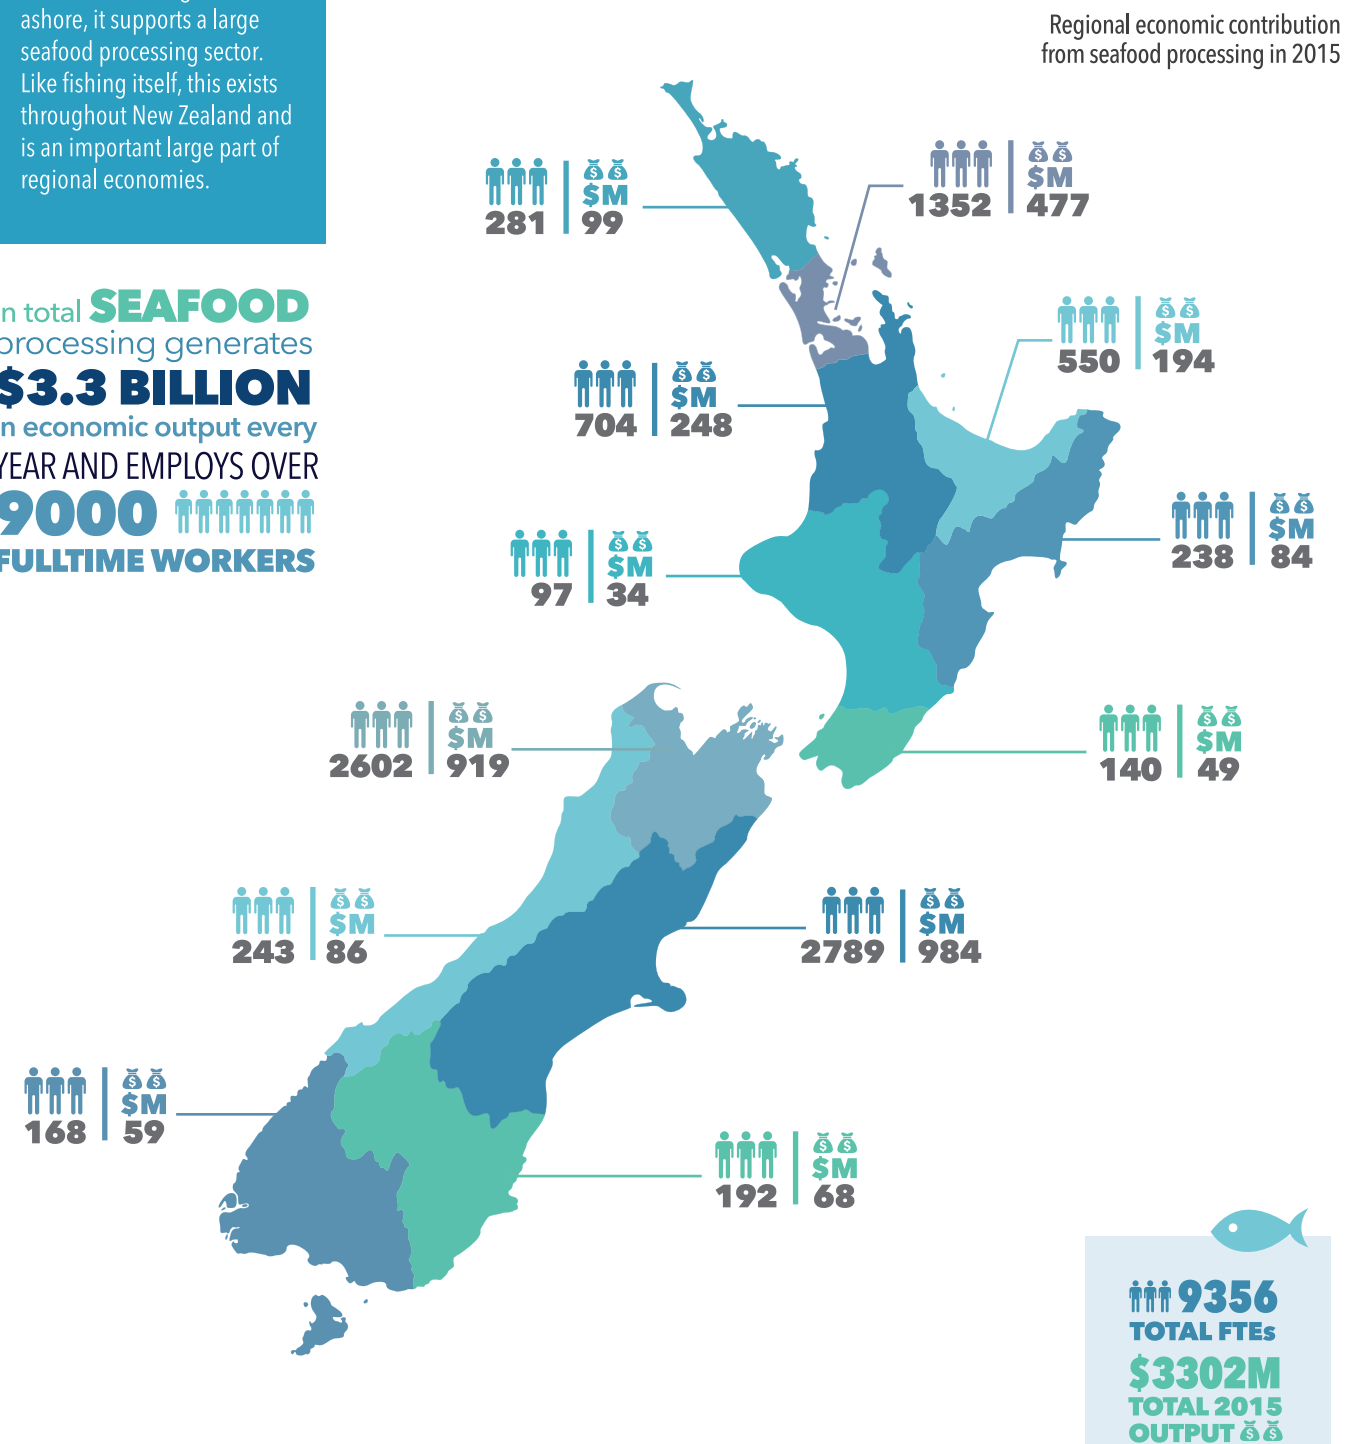 ashore, it supports a large
seafood processing sector.
Like fishing itself, this exists
throughout New Zealand and
is an important large part of
regional economies.
Regional economic contribution
from seafood processing in 2015
n total SEAFOOD
processing generates
$3.3 BILLION
n economic output every
YEAR AND EMPLOYS OVER
9000
FULLTIME WORKERS
$M
281 99
$M
1352 477
$M
550 194
$M
704 248
$M
238 84
$M
97 34
$M
2602 919
$M
140 49
$M
243 86
$M
2789 984
$M
168 59
$M
192 68
9356
TOTAL FTEs
$3302M
TOTAL 2015
OUTPUT